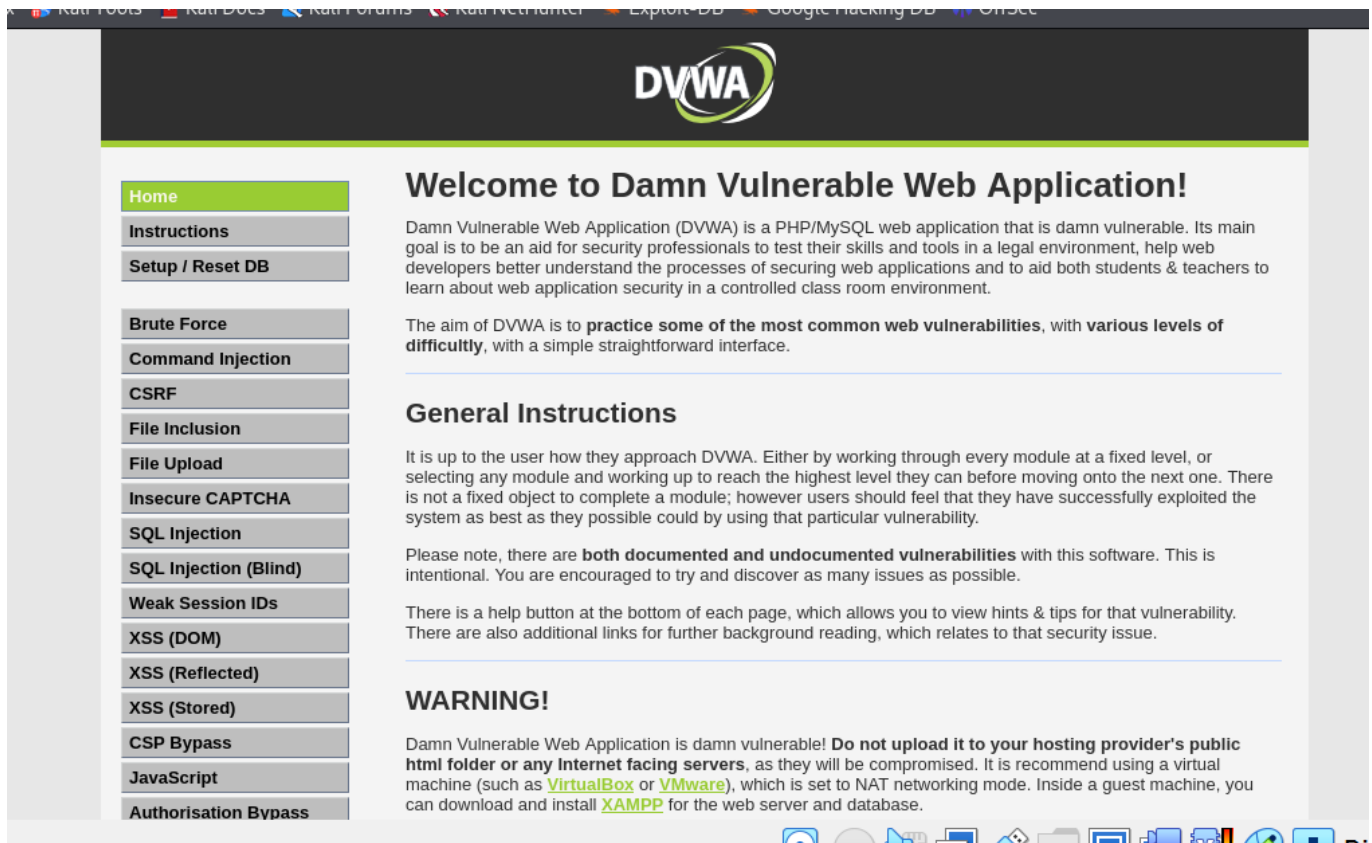 Kali Tools Kali Docs Kali Forums Kali NetHunter Exploit-DB Google Hacking DB OffSec
DVWA
Home
Instructions
Setup / Reset DB
Brute Force
Command Injection
CSRF
File Inclusion
File Upload
Insecure CAPTCHA
SQL Injection
SQL Injection (Blind)
Weak Session IDs
XSS (DOM)
XSS (Reflected)
XSS (Stored)
CSP Bypass
JavaScript
Authorisation Bypass
Welcome to Damn Vulnerable Web Application!
Damn Vulnerable Web Application (DVWA) is a PHP/MySQL web application that is damn vulnerable. Its main
goal is to be an aid for security professionals to test their skills and tools in a legal environment, help web
developers better understand the processes of securing web applications and to aid both students & teachers to
learn about web application security in a controlled class room environment.
The aim of DVWA is to practice some of the most common web vulnerabilities, with various levels of
difficultly, with a simple straightforward interface.
General Instructions
It is up to the user how they approach DVWA. Either by working through every module at a fixed level, or
selecting any module and working up to reach the highest level they can before moving onto the next one. There
is not a fixed object to complete a module; however users should feel that they have successfully exploited the
system as best as they possible could by using that particular vulnerability.
Please note, there are both documented and undocumented vulnerabilities with this software. This is
intentional. You are encouraged to try and discover as many issues as possible.
There is a help button at the bottom of each page, which allows you to view hints & tips for that vulnerability.
There are also additional links for further background reading, which relates to that security issue.
WARNING!
Damn Vulnerable Web Application is damn vulnerable! Do not upload it to your hosting provider's public
html folder or any Internet facing servers, as they will be compromised. It is recommend using a virtual
machine (such as VirtualBox or VMware), which is set to NAT networking mode. Inside a guest machine, you
can download and install XAMPP for the web server and database.